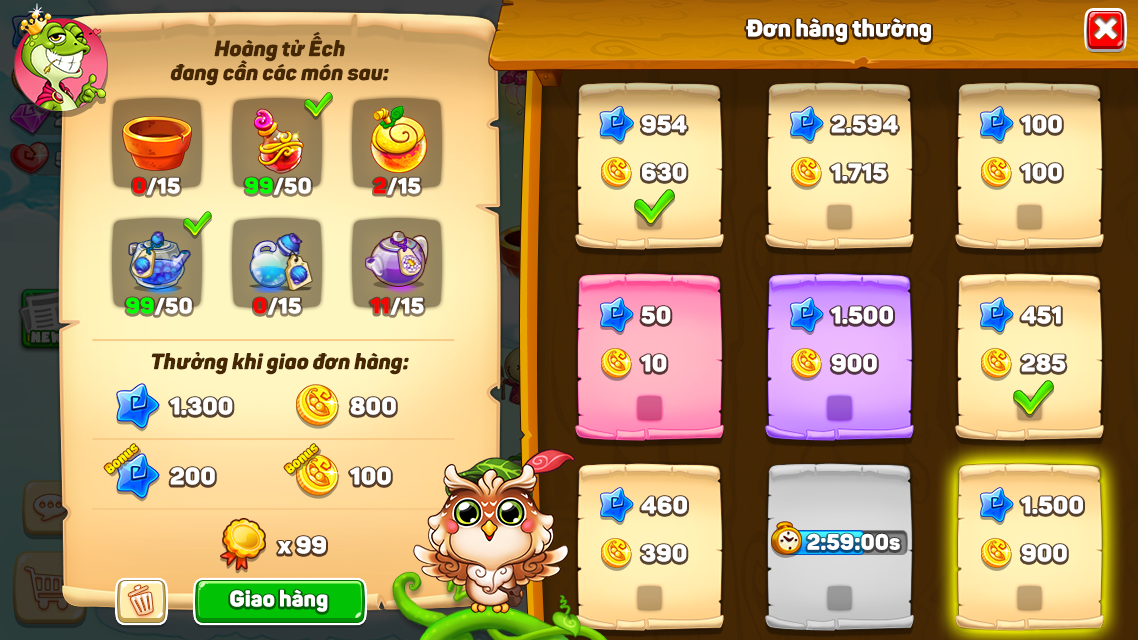 Hoàng tử Ếch
đang cần các món sau:
0/15
99/50
2/15
99/50
0/15
11/15
Thưởng khi giao đơn hàng:
1.300
800
Bonus
200
Bonus
100
x99
Giao hàng
NEW
Đơn hàng thường
954
630
2.594
1.715
100
100
50
10
1.500
900
451
285
460
390
2:59:00s
1.500
900